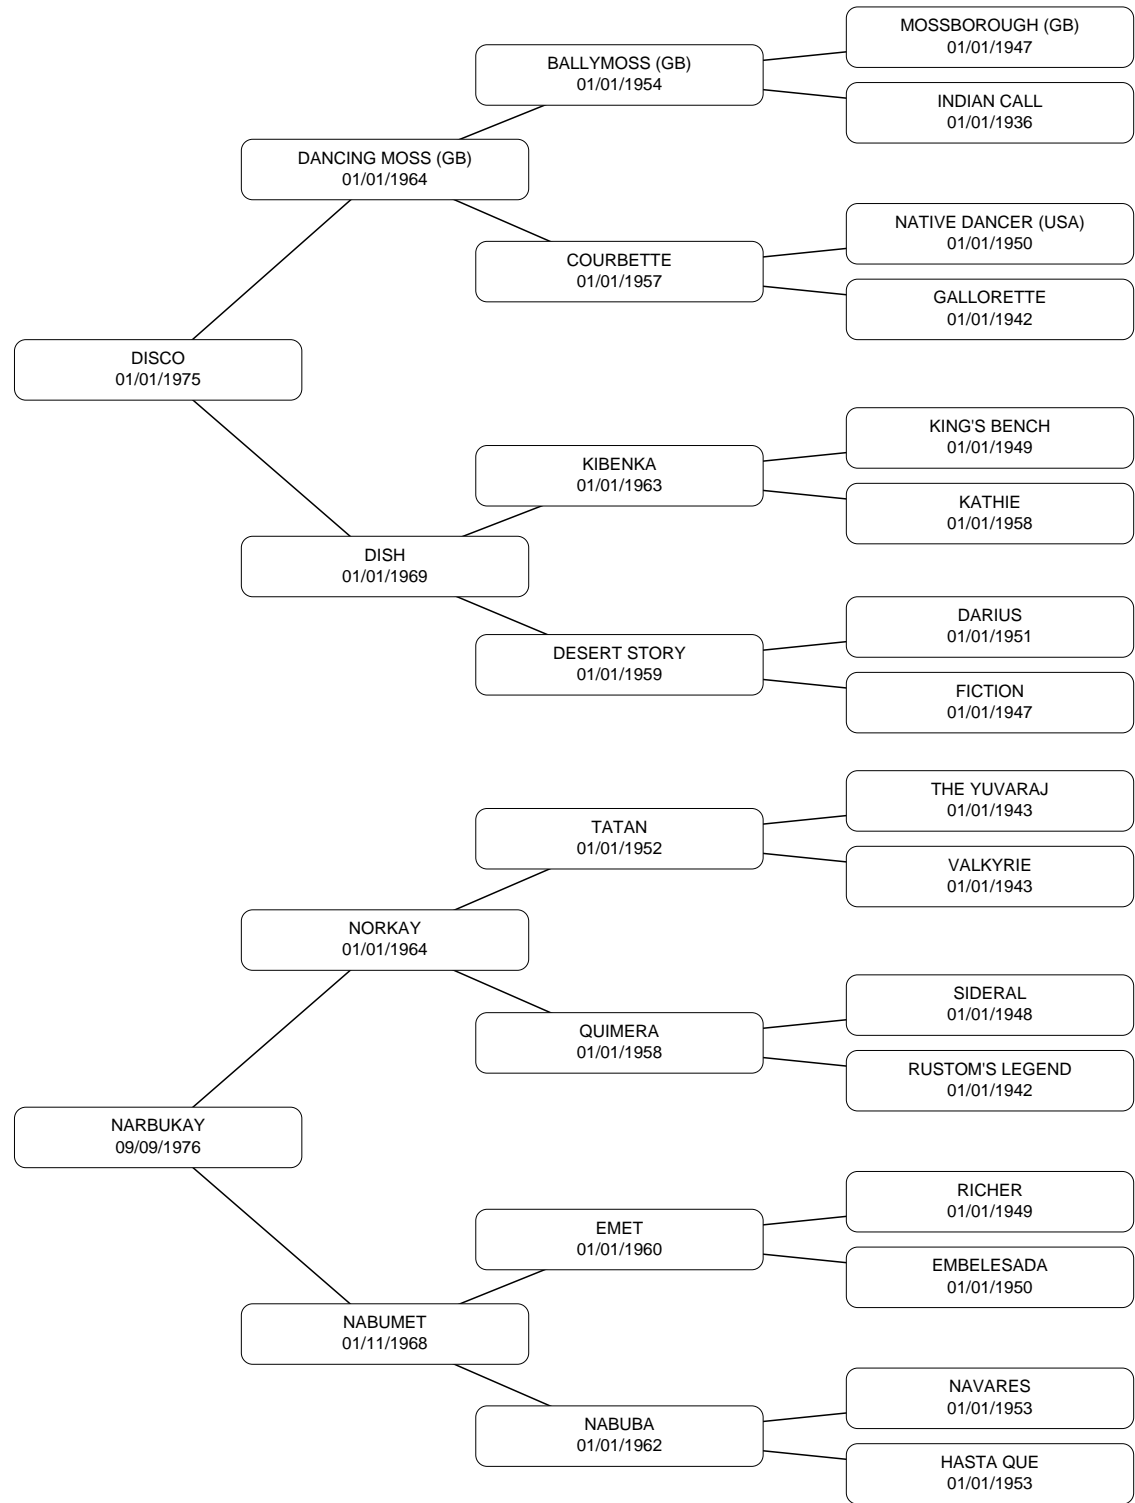 MOSSBOROUGH (GB)
01/01/1947
BALLYMOSS (GB)
01/01/1954
INDIAN CALL
01/01/1936
DANCING MOSS (GB)
01/01/1964
NATIVE DANCER (USA)
01/01/1950
COURBETTE
01/01/1957
GALLORETTE
01/01/1942
DISCO
01/01/1975
KING'S BENCH
01/01/1949
KIBENKA
01/01/1963
KATHIE
01/01/1958
DISH
01/01/1969
DARIUS
01/01/1951
DESERT STORY
01/01/1959
FICTION
01/01/1947
THE YUVARAJ
01/01/1943
TATAN
01/01/1952
VALKYRIE
01/01/1943
NORKAY
01/01/1964
SIDERAL
01/01/1948
QUIMERA
01/01/1958
RUSTOM'S LEGEND
01/01/1942
NARBUKAY
09/09/1976
RICHER
01/01/1949
EMET
01/01/1960
EMBELESADA
01/01/1950
NABUMET
01/11/1968
NAVARES
01/01/1953
NABUBA
01/01/1962
HASTA QUE
01/01/1953